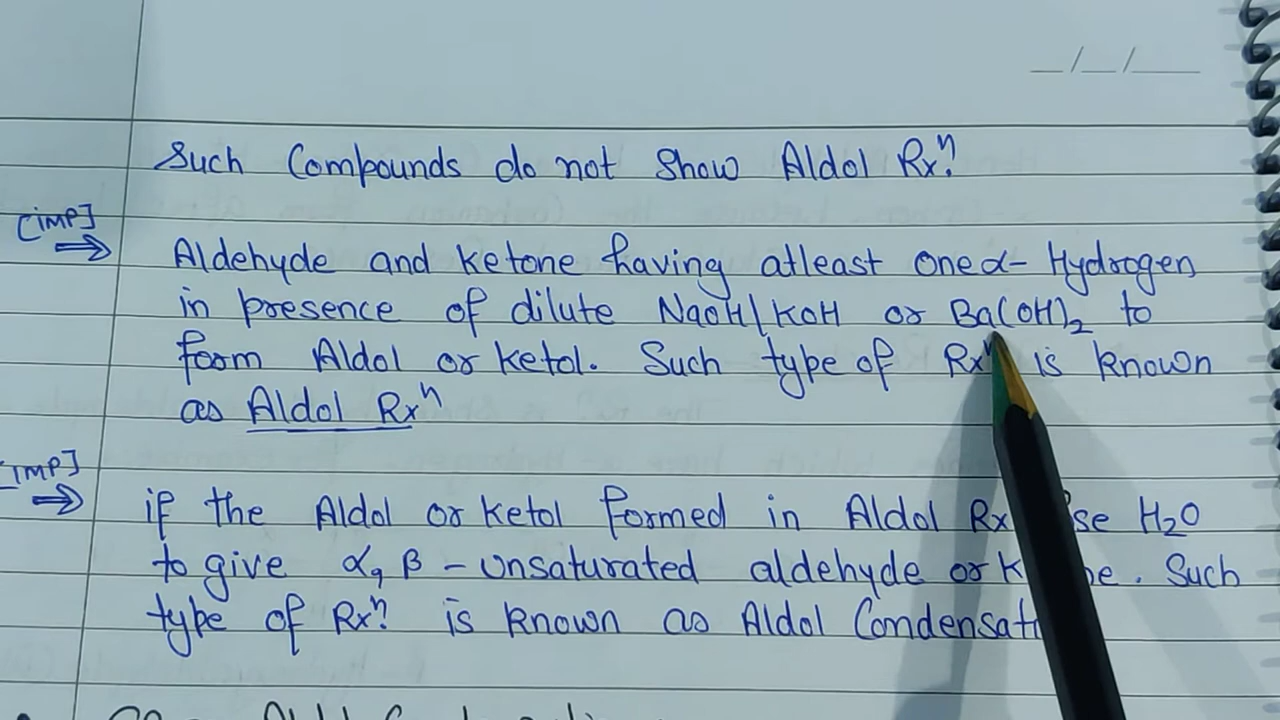 __/__/____
Such Compounds do not Show Aldol Rxⁿ.
[imp]
⇒ Aldehyde and Ketone having atleast one α- Hydrogen
in presence of dilute NaOH/KOH or Ba(OH)₂ to
form Aldol or ketol. Such type of Rxⁿ is known
as Aldol Rxⁿ
[IMP]
⇒ if the Aldol or Ketol formed in Aldol Rx H₂O
to give α, β - unsaturated aldehyde or . Such
type of Rxⁿ. is known as Aldol